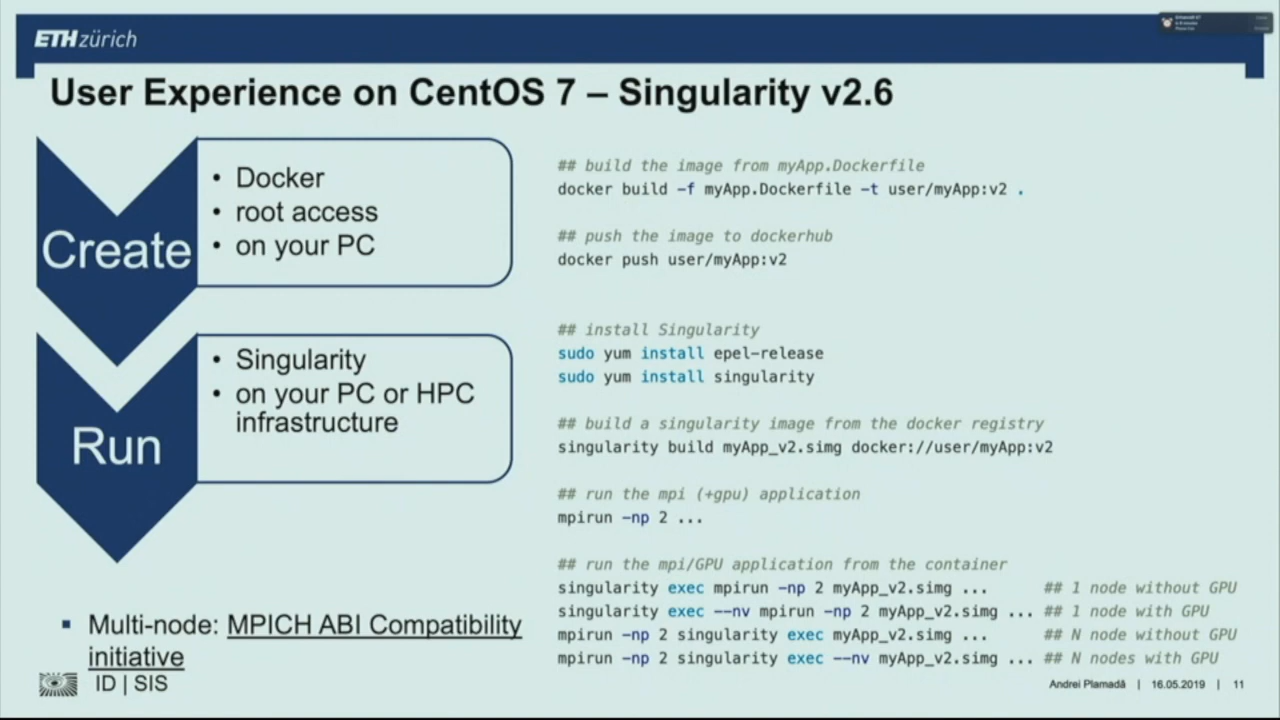 ETH zürich
User Experience on CentOS 7 – Singularity v2.6
Create
• Docker
• root access
• on your PC
Run
• Singularity
• on your PC or HPC
infrastructure
▪ Multi-node: MPICH ABI Compatibility
initiative
## build the image from myApp.Dockerfile
docker build -f myApp.Dockerfile -t user/myApp:v2 .
## push the image to dockerhub
docker push user/myApp:v2
## install Singularity
sudo yum install epel-release
sudo yum install singularity
## build a singularity image from the docker registry
singularity build myApp_v2.simg docker://user/myApp:v2
## run the mpi (+gpu) application
mpirun -np 2 ...
## run the mpi/GPU application from the container
singularity exec mpirun -np 2 myApp_v2.simg ... ## 1 node without GPU
singularity exec --nv mpirun -np 2 myApp_v2.simg ... ## 1 node with GPU
mpirun -np 2 singularity exec myApp_v2.simg ... ## N node without GPU
mpirun -np 2 singularity exec --nv myApp_v2.simg ... ## N nodes with GPU
ID | SIS
Andrei Plamadă | 16.05.2019 | 11